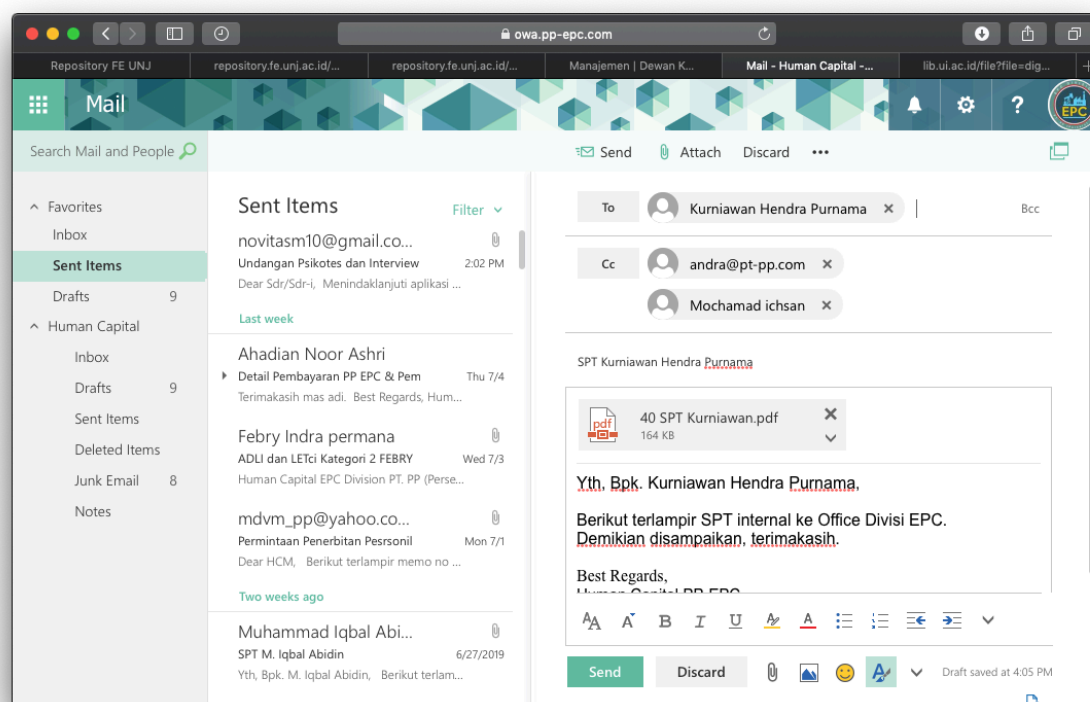 owa.pp-epc.com
Repository FE UNJ
repository.fe.unj.ac.id/...
repository.fe.unj.ac.id/...
Manajemen | Dewan K...
Mail - Human Capital -...
lib.ui.ac.id/file?file=dig...
Mail
?
EPC
Search Mail and People
Send
Attach
Discard
•••
Favorites
Inbox
Sent Items
Drafts 9
Human Capital
Inbox
Drafts 9
Sent Items
Deleted Items
Junk Email 8
Notes
Sent Items
Filter
novitasm10@gmail.co...
Undangan Psikotes dan Interview 2:02 PM
Dear Sdr/Sdr-i, Menindaklanjuti aplikasi ...
Last week
Ahadian Noor Ashri
Detail Pembayaran PP EPC & Pem Thu 7/4
Terimakasih mas adi. Best Regards, Hum...
Febry Indra permana
ADLI dan LETci Kategori 2 FEBRY Wed 7/3
Human Capital EPC Division PT. PP (Perse...
mdvm_pp@yahoo.co...
Permintaan Penerbitan Pesrsonil Mon 7/1
Dear HCM, Berikut terlampir memo no ...
Two weeks ago
Muhammad Iqbal Abi...
SPT M. Iqbal Abidin 6/27/2019
Yth, Bpk. M. Iqbal Abidin, Berikut terlam...
To Kurniawan Hendra Purnama Bcc
Cc andra@pt-pp.com
Mochamad ichsan
SPT Kurniawan Hendra Purnama
pdf
40 SPT Kurniawan.pdf
164 KB
Yth, Bpk. Kurniawan Hendra Purnama,
Berikut terlampir SPT internal ke Office Divisi EPC.
Demikian disampaikan, terimakasih.
Best Regards,
Human Capital PP EPC
AA A B I U A A
Send Discard A Draft saved at 4:05 PM